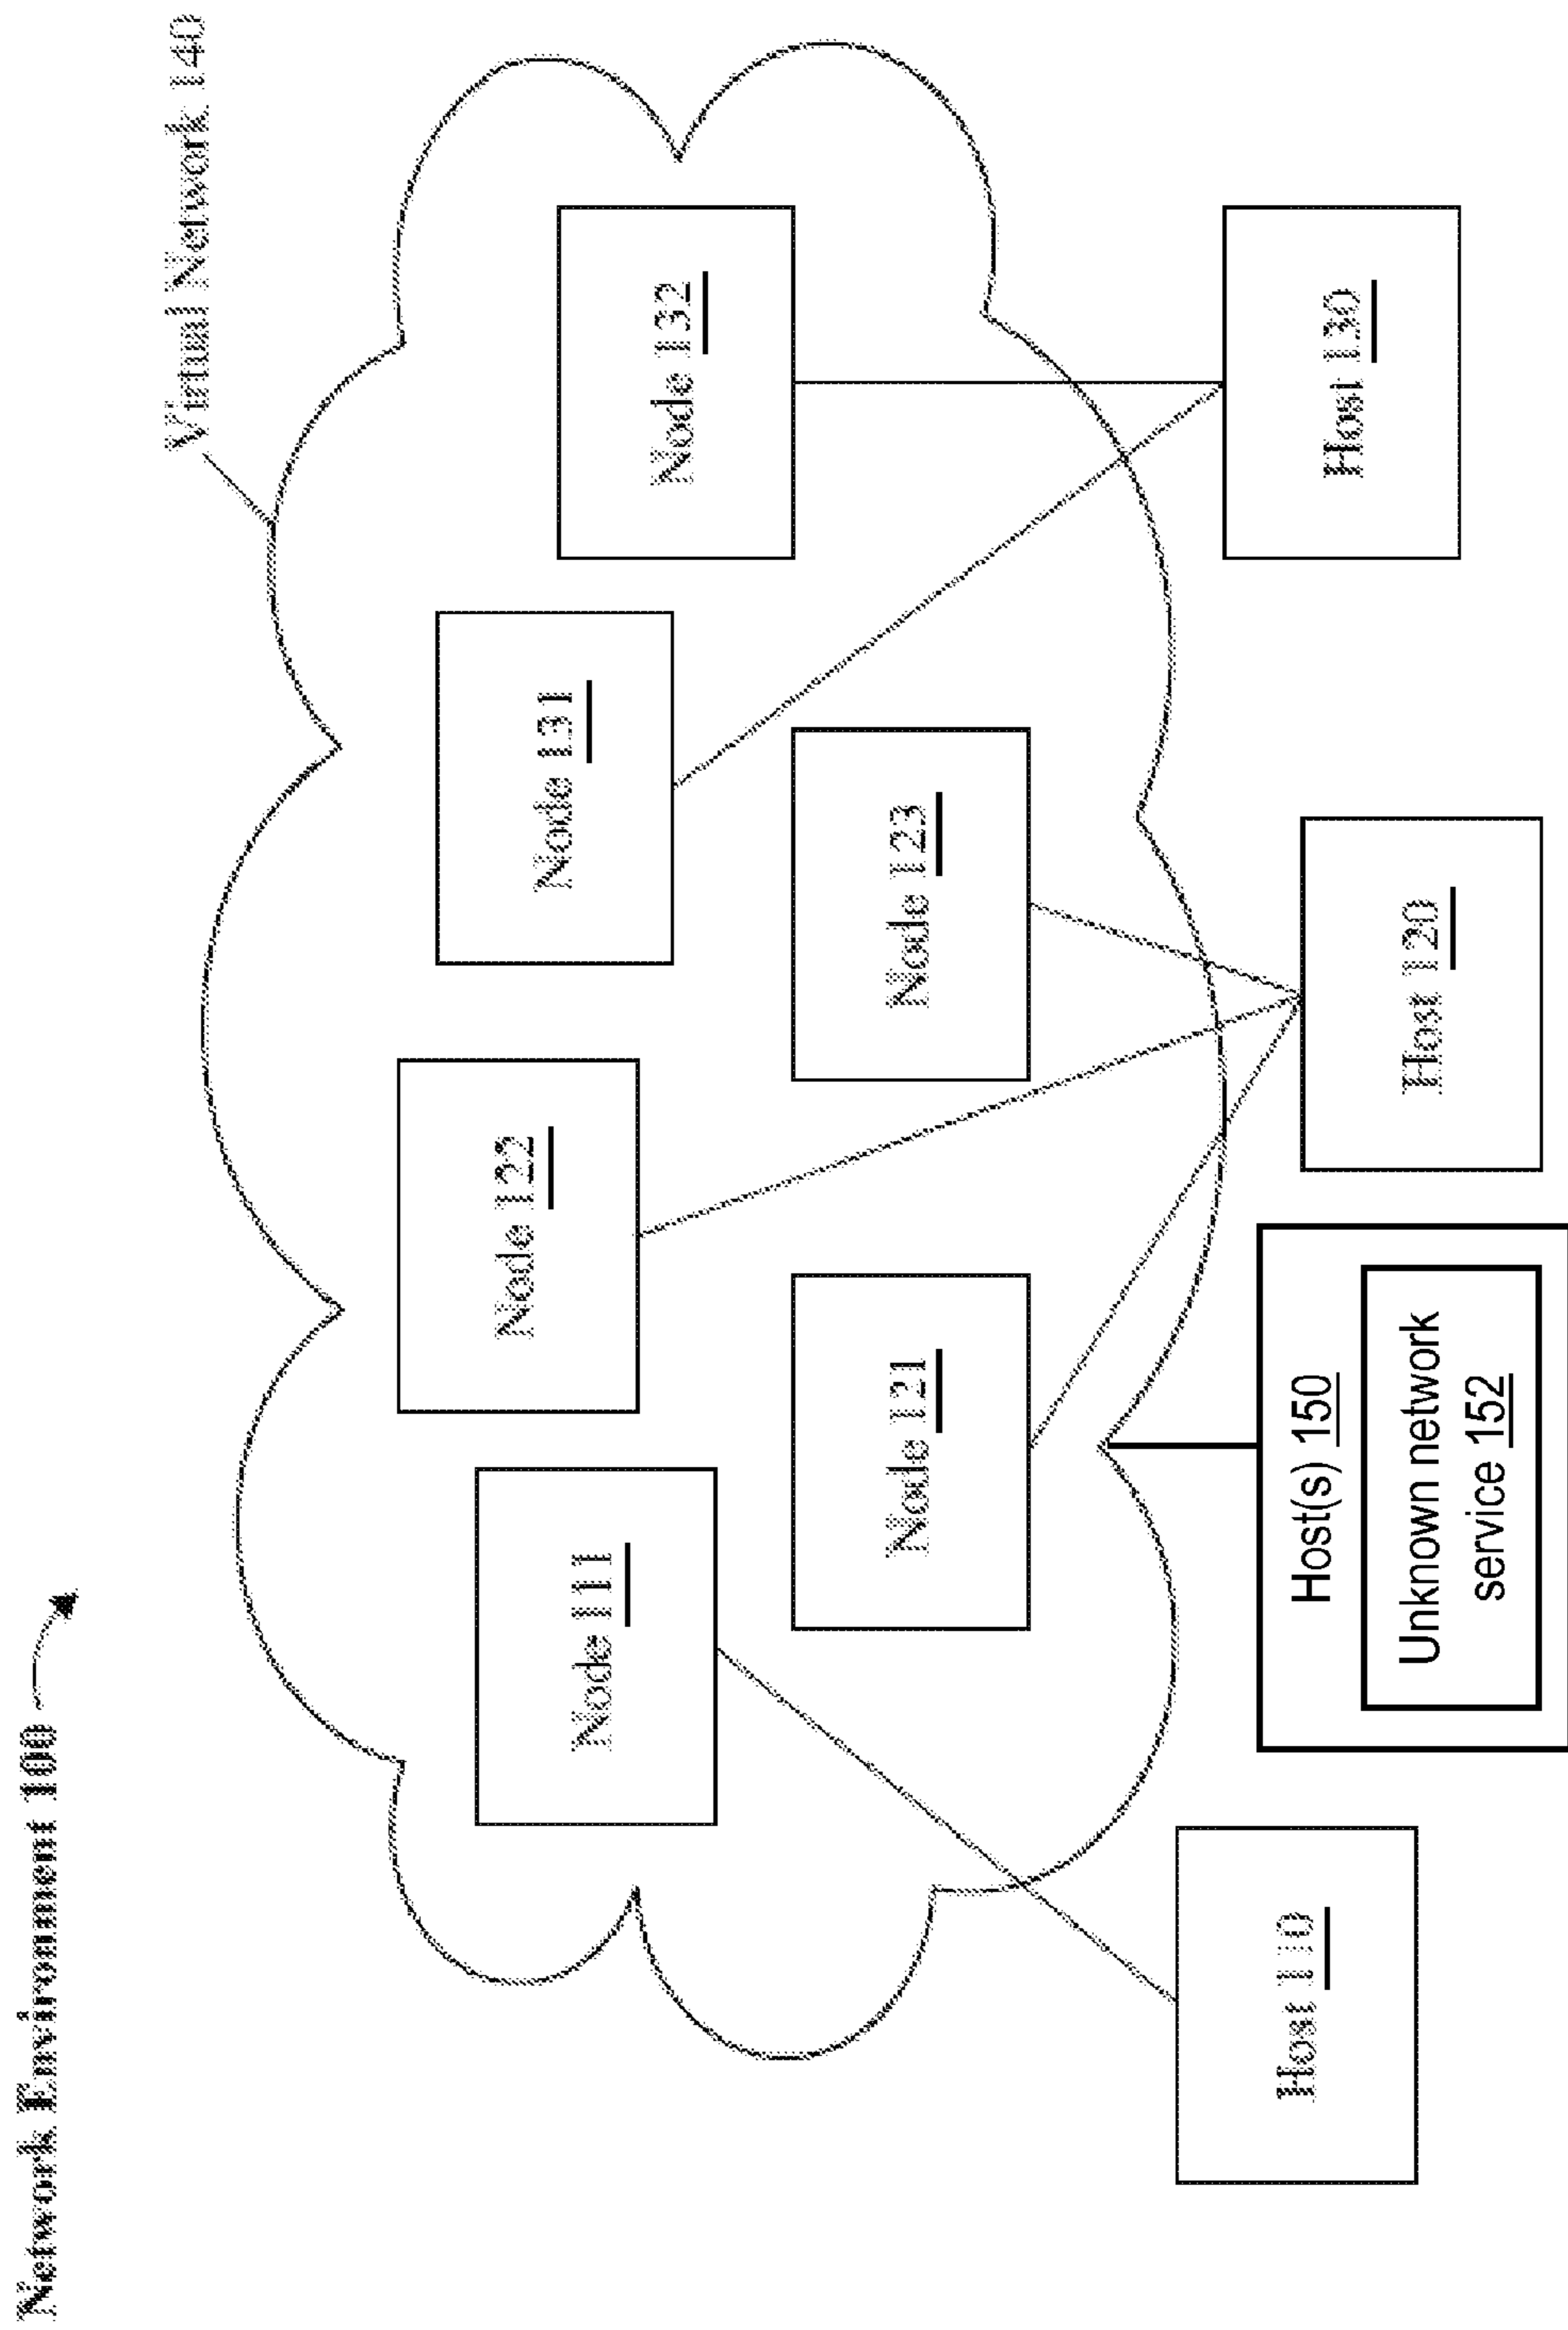 Network Environment 100
Virtual Network 140
Node 111
Node 122
Node 131
Node 132
Node 121
Node 123
Host 110
Host(s) 150
Unknown network
service 152
Host 120
Host 130